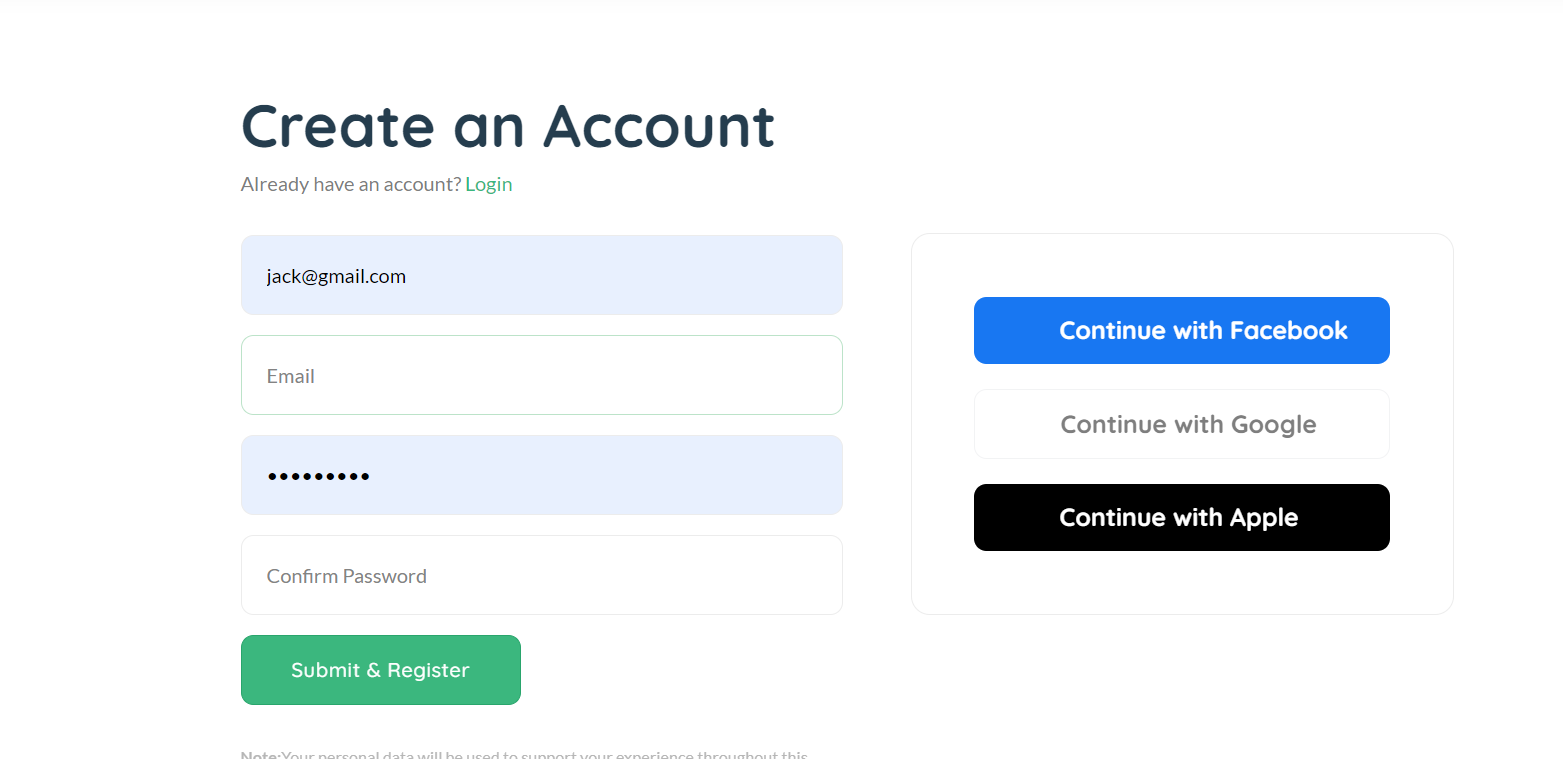 Create an Account
Already have an account? Login
jack@gmail.com
Email
•••••••••
Confirm Password
Submit & Register
Continue with Facebook
Continue with Google
Continue with Apple
Note:Your personal data will be used to support your experience throughout this